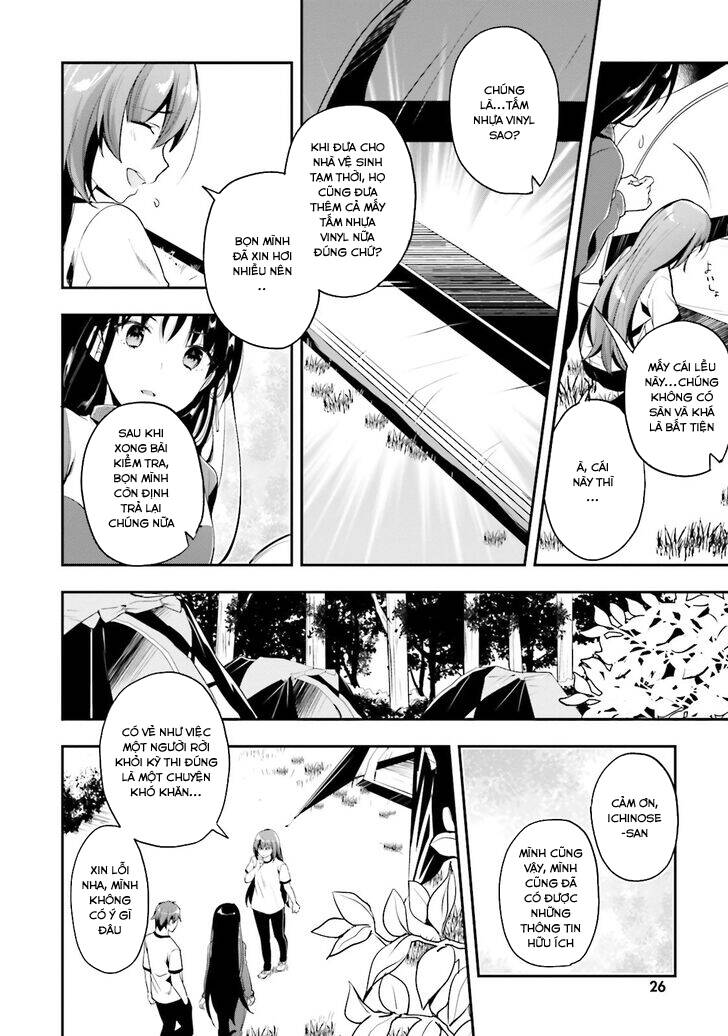 MẤY CÁI LỀU
NÀY...CHÚNG
KHÔNG CÓ
SÀN VÀ KHÁ
LÀ BẤT TIỆN
À, CÁI
NÀY THÌ
...
CHÚNG
LÀ...TẤM
NHỰA VINYL
SAO?
KHI ĐƯA CHO
NHÀ VỆ SINH
TẠM THỜI, HỌ
CŨNG ĐƯA
THÊM CẢ MẤY
TẤM NHỰA
VINYL NỮA
ĐÚNG CHỨ?
BỌN MÌNH
ĐÃ XIN HƠI
NHIỀU NÊN
..
SAU KHI
XONG BÀI
KIỂM TRA,
BỌN MÌNH
CÒN ĐỊNH
TRẢ LẠI
CHÚNG NỮA
CẢM ƠN,
ICHINOSE
-SAN
MÌNH CŨNG
VẬY, MÌNH
CŨNG ĐÃ
CÓ ĐƯỢC
NHỮNG
THÔNG TIN
HỮU ÍCH
CÓ VẺ NHƯ VIỆC
MỘT NGƯỜI RỜI
KHỎI KỲ THI ĐÚNG
LÀ MỘT CHUYỆN
KHÓ KHĂN...
XIN LỖI
NHA, MÌNH
KHÔNG
CÓ Ý GÌ
ĐÂU
26